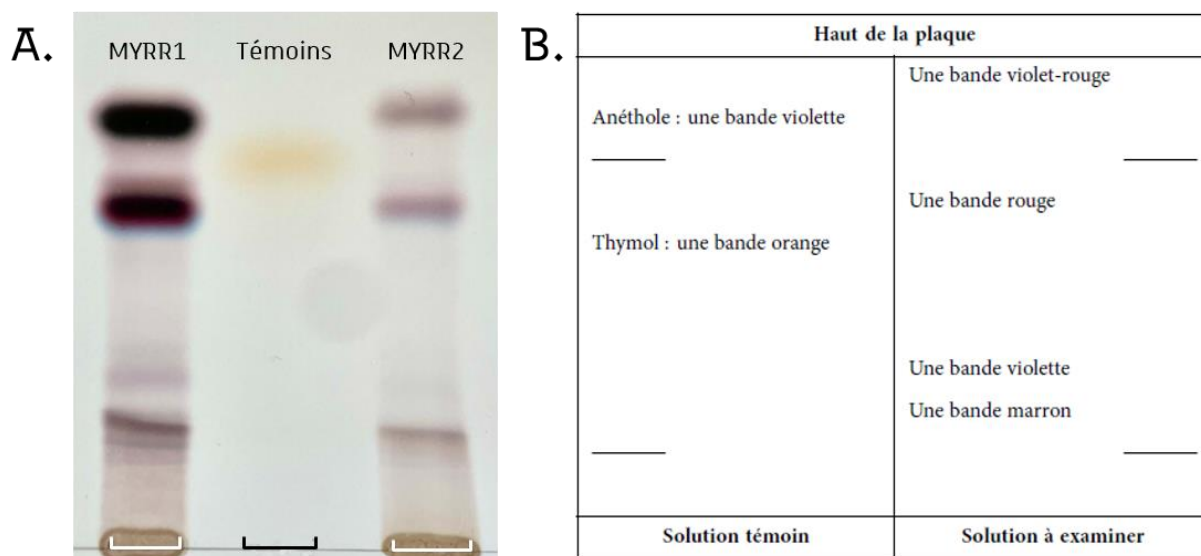 A.
MYRR1
Témoins
MYRR2
B.
Haut de la plaque
Une bande violet-rouge
Anéthole : une bande violette
Une bande rouge
Thymol : une bande orange
Une bande violette
Une bande marron
Solution témoin
Solution à examiner